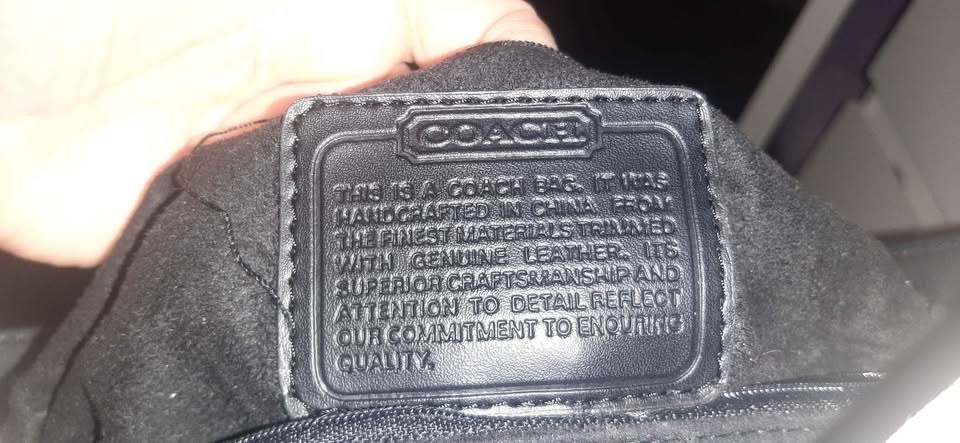 COACH
THIS IS A COACH BAG. IT WAS
HANDCRAFTED IN CHINA FROM
THE FINEST MATERIALS TRIMMED
WITH GENUINE LEATHER. ITS
SUPERIOR CRAFTSMANSHIP AND
ATTENTION TO DETAIL REFLECT
OUR COMMITMENT TO ENDURING
QUALITY.